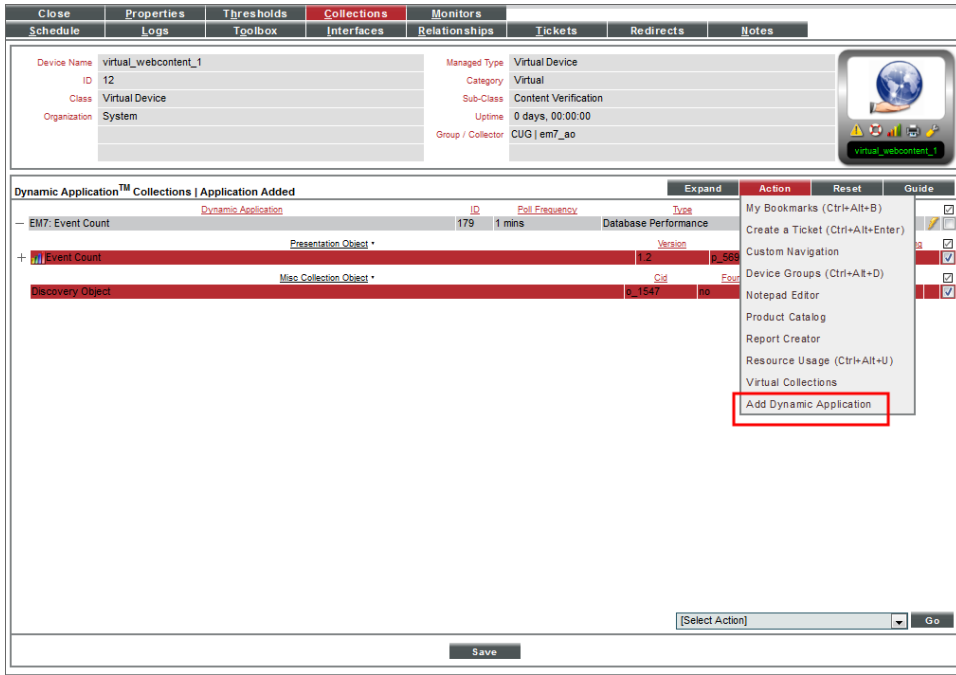 Close Properties Thresholds Collections Monitors
Schedule Logs Toolbox Interfaces Relationships Tickets Redirects Notes
Device Name virtual_webcontent_1 Managed Type Virtual Device
ID 12 Category Virtual
Class Virtual Device Sub-Class Content Verification
Organization System Uptime 0 days, 00:00:00
Group / Collector CUG | em7_ao
virtual_webcontent_1
Dynamic Application™ Collections | Application Added Expand Action Reset Guide
Dynamic Application ID Poll Frequency Type
EM7: Event Count 179 1 mins Database Performance
Presentation Object Version
Event Count 1.2 p_569
Misc Collection Object Cid Foun
Discovery Object o_1547 no
My Bookmarks (Ctrl+Alt+B)
Create a Ticket (Ctrl+Alt+Enter)
Custom Navigation
Device Groups (Ctrl+Alt+D)
Notepad Editor
Product Catalog
Report Creator
Resource Usage (Ctrl+Alt+U)
Virtual Collections
Add Dynamic Application
[Select Action] Go
Save